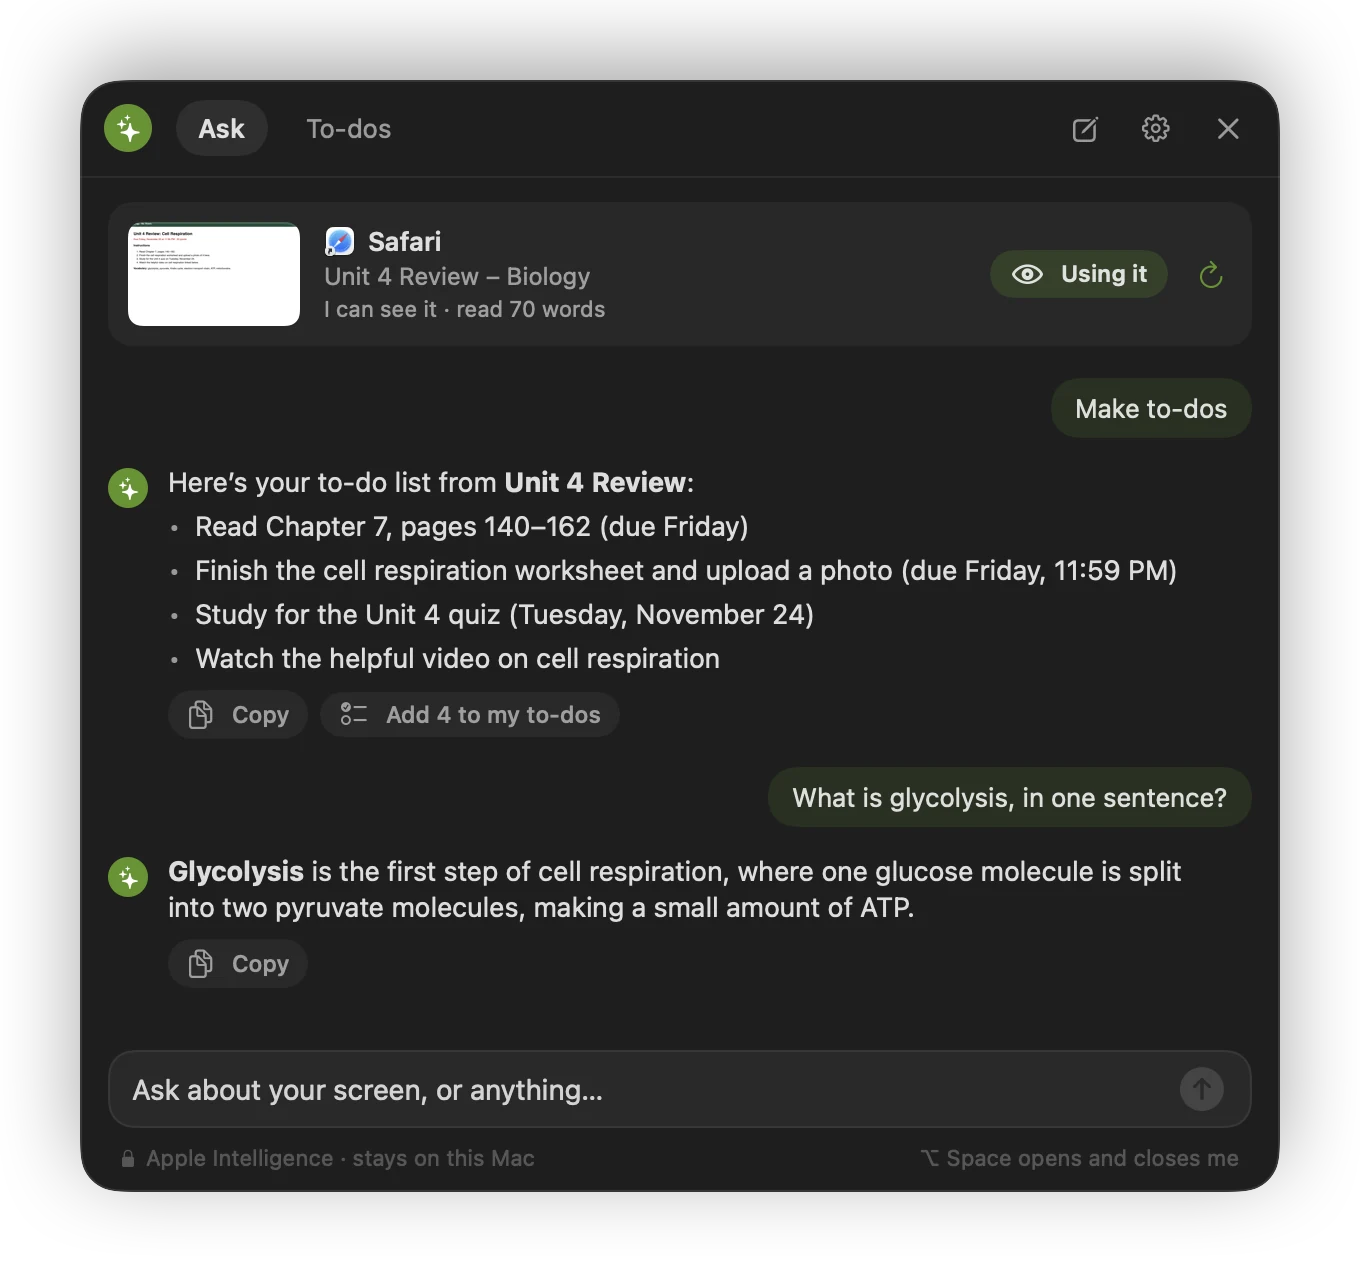 Ask
To-dos
Unit 4 Review: Cell Respiration
Safari
Unit 4 Review – Biology
I can see it · read 70 words
Using it
Make to-dos
Here’s your to-do list from Unit 4 Review:
• Read Chapter 7, pages 140–162 (due Friday)
• Finish the cell respiration worksheet and upload a photo (due Friday, 11:59 PM)
• Study for the Unit 4 quiz (Tuesday, November 24)
• Watch the helpful video on cell respiration
Copy
Add 4 to my to-dos
What is glycolysis, in one sentence?
Glycolysis is the first step of cell respiration, where one glucose molecule is split
into two pyruvate molecules, making a small amount of ATP.
Copy
Ask about your screen, or anything...
Apple Intelligence · stays on this Mac
⌥ Space opens and closes me